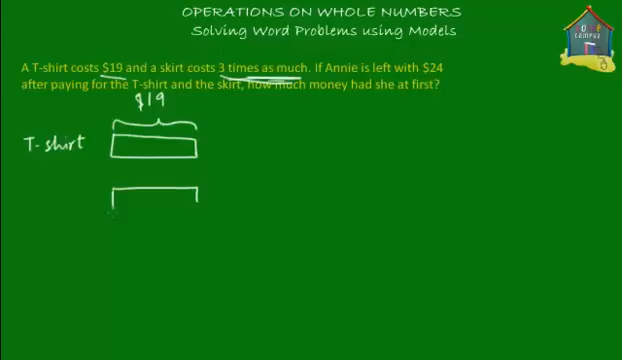 OPERATIONS ON WHOLE NUMBERS
Solving Word Problems using Models
A T-shirt costs $19 and a skirt costs 3 times as much. If Annie is left with $24
after paying for the T-shirt and the skirt, how much money had she at first?
$19
T-shirt